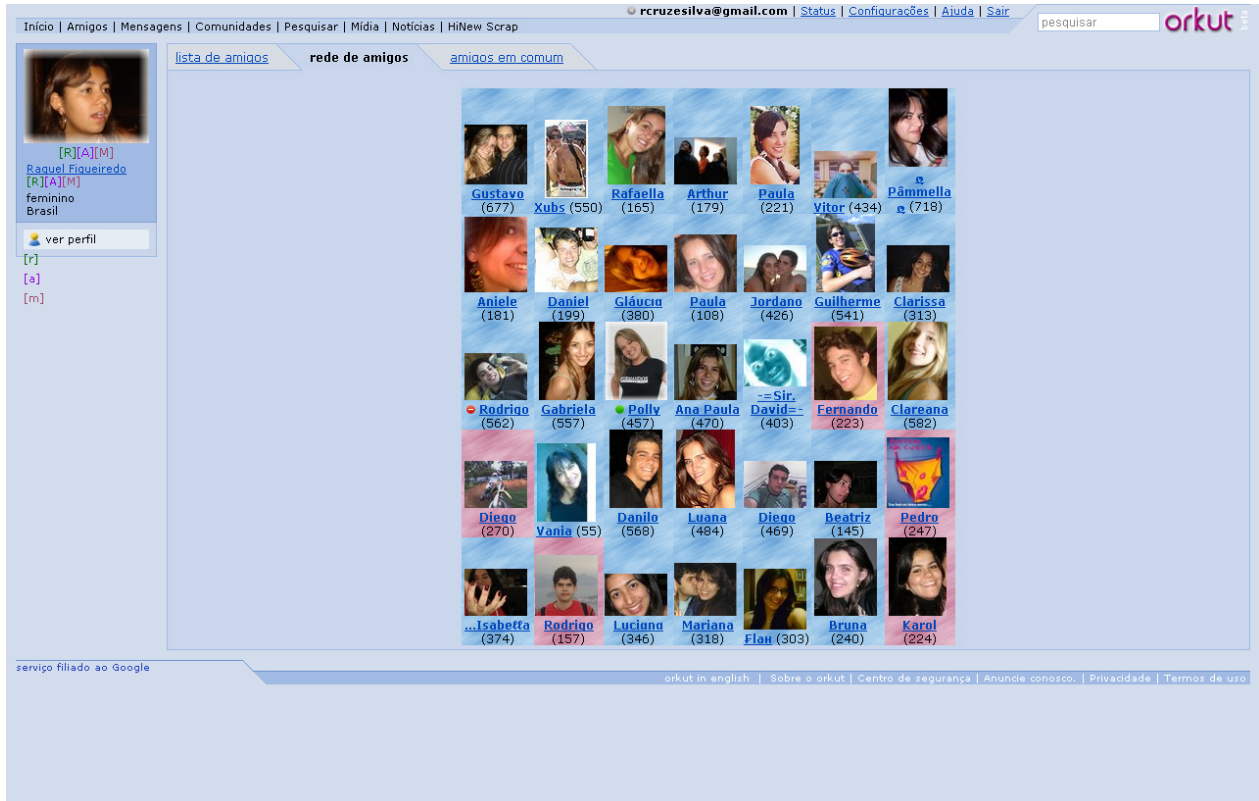 rcruzesilva@gmail.com | Status | Configurações | Ajuda | Sair
Início | Amigos | Mensagens | Comunidades | Pesquisar | Mídia | Notícias | HiNew Scrap
pesquisar
orkut beta
lista de amigos rede de amigos amigos em comum
[R][A][M]
Raquel Figueiredo
[R][A][M]
feminino
Brasil
ver perfil
[r]
[a]
[m]
Gustavo (677)
Xubs (550)
Rafaella (165)
Arthur (179)
Paula (221)
Vitor (434)
Pâmmella (718)
Aniele (181)
Daniel (199)
Gláucia (380)
Paula (108)
Jordano (426)
Guilherme (541)
Clarissa (313)
Rodrigo (562)
Gabriela (557)
Polly (457)
Ana Paula (470)
-=Sir. David=- (403)
Fernando (223)
Clareana (582)
Diego (270)
Vania (55)
Danilo (568)
Luana (484)
Diego (469)
Beatriz (145)
Pedro (247)
...Isabella (374)
Rodrigo (157)
Luciana (346)
Mariana (318)
Flaн (303)
Bruna (240)
Karol (224)
serviço filiado ao Google
orkut in english | Sobre o orkut | Centro de segurança | Anuncie conosco. | Privacidade | Termos de uso